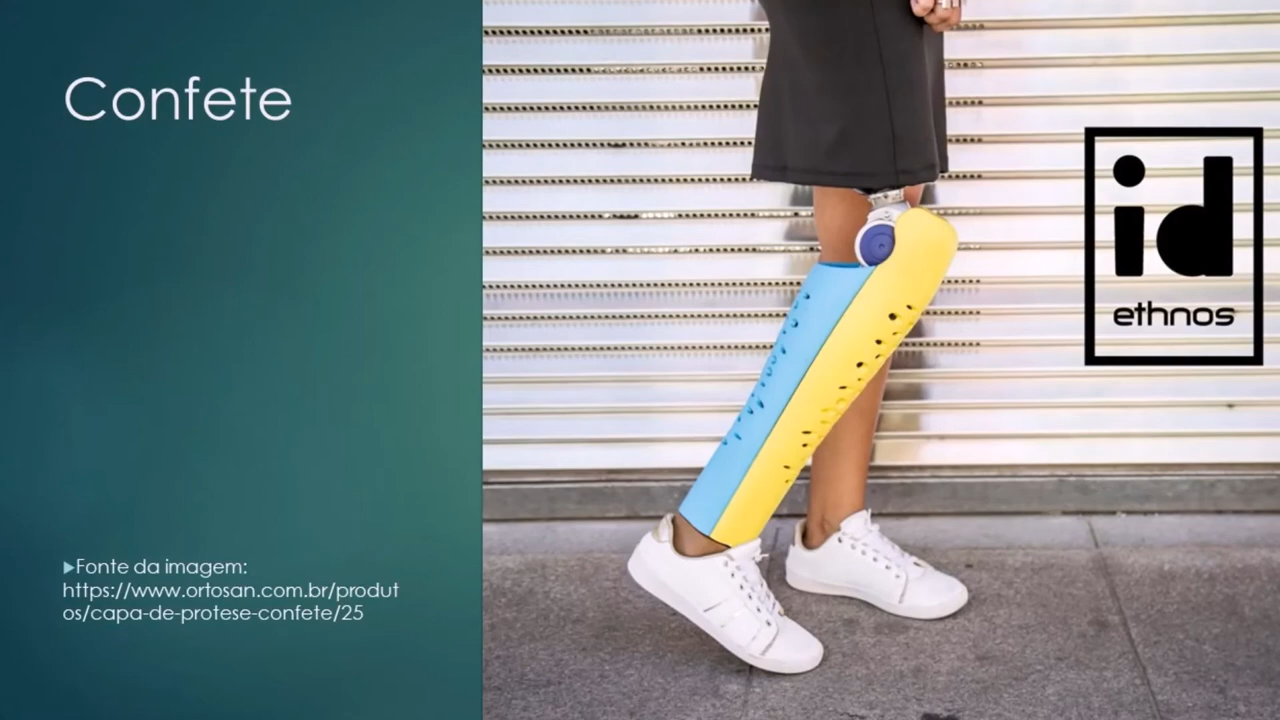 Confete
▶Fonte da imagem:
https://www.ortosan.com.br/produt
os/capa-de-protese-confete/25
id
ethnos